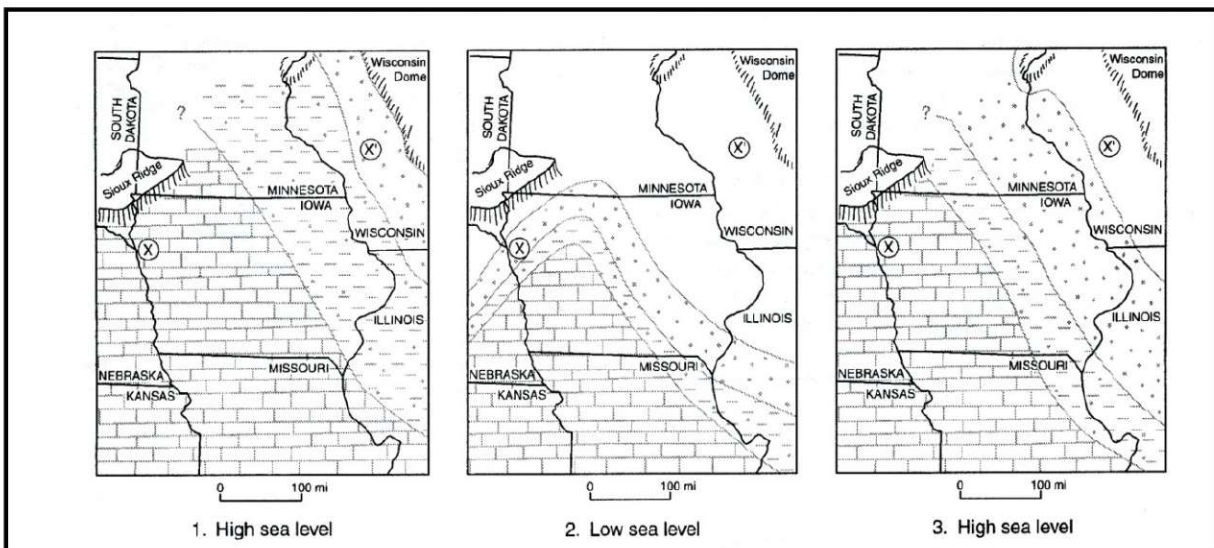 Wisconsin
Dome
SOUTH
DAKOTA
?
X'
Sioux Ridge
MINNESOTA
IOWA
WISCONSIN
X
ILLINOIS
MISSOURI
NEBRASKA
KANSAS
0 100 mi
1. High sea level
Wisconsin
Dome
SOUTH
DAKOTA
X'
Sioux Ridge
MINNESOTA
IOWA
WISCONSIN
X
ILLINOIS
MISSOURI
NEBRASKA
KANSAS
0 100 mi
2. Low sea level
Wisconsin
Dome
SOUTH
DAKOTA
?
X'
Sioux Ridge
MINNESOTA
IOWA
WISCONSIN
X
ILLINOIS
MISSOURI
NEBRASKA
KANSAS
0 100 mi
3. High sea level